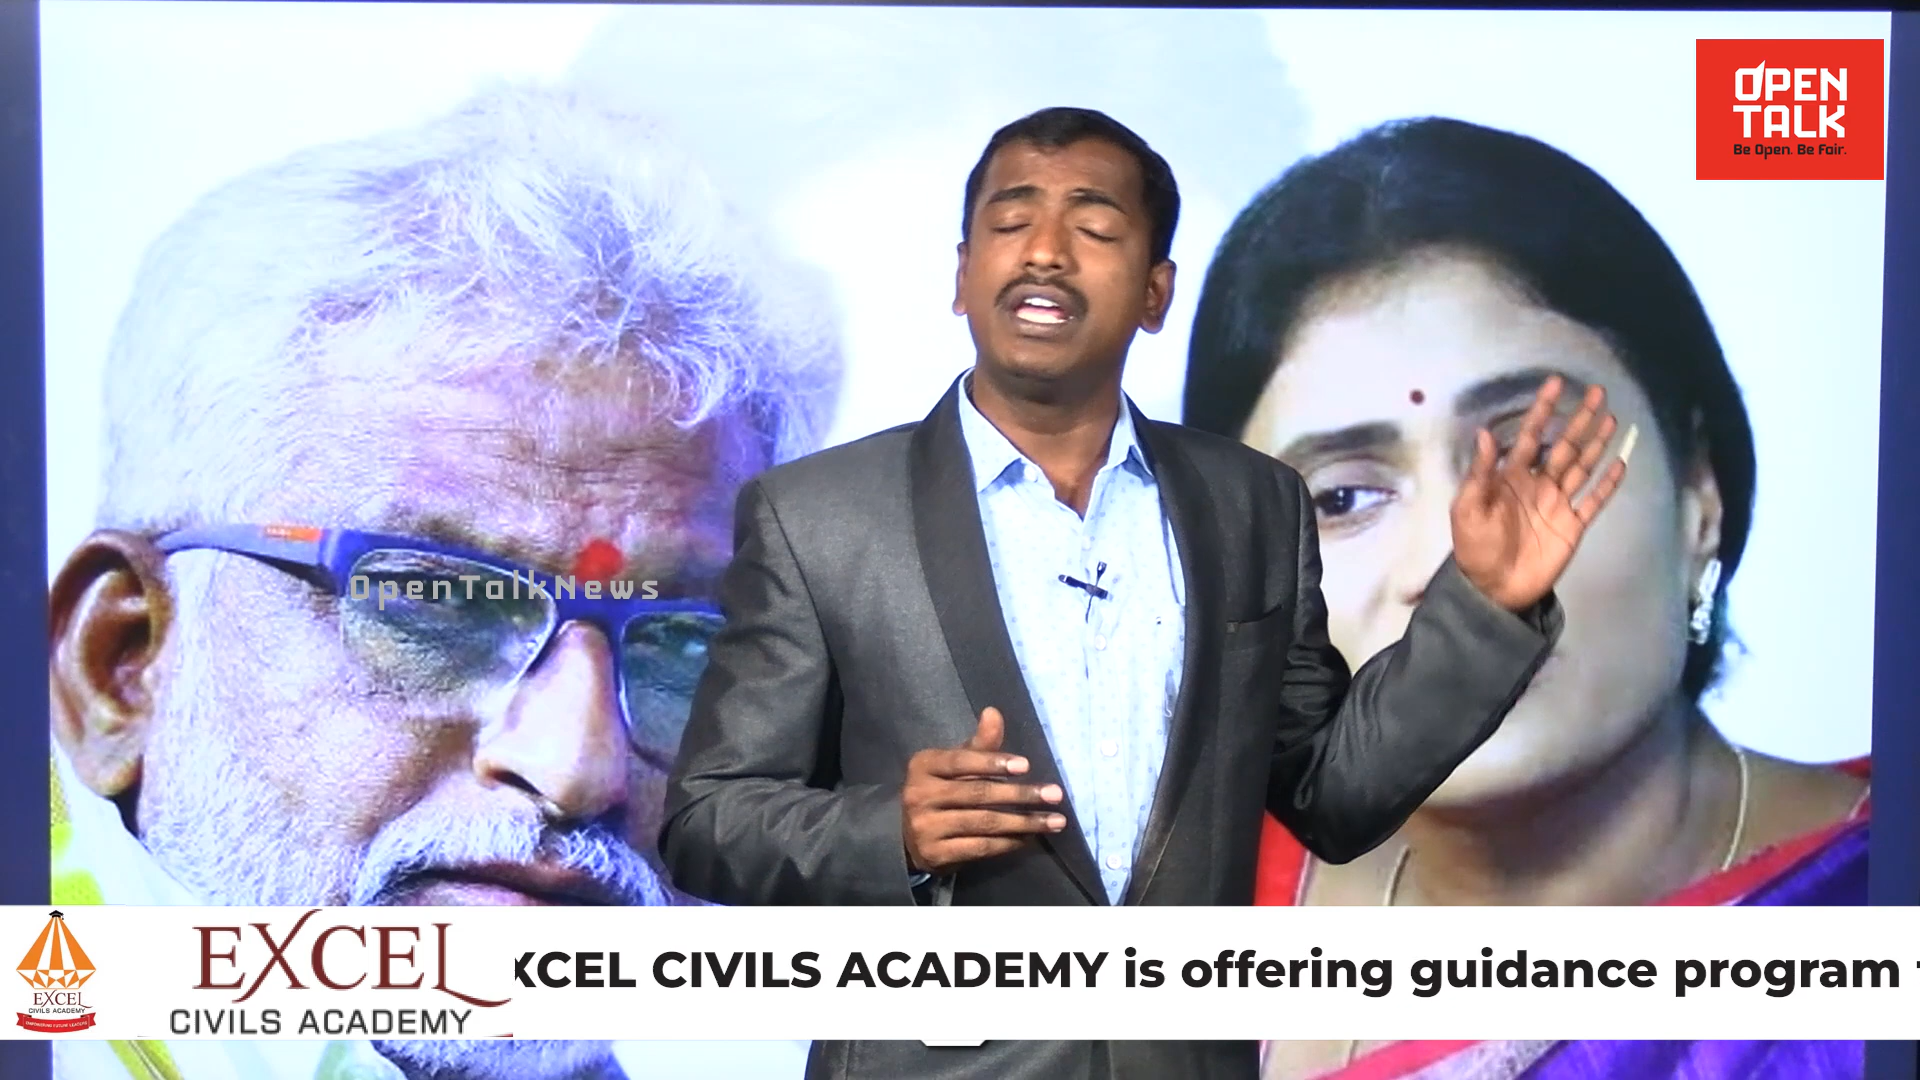 OPEN
TALK
Be Open. Be Fair.
OpenTalkNews
EXCEL
CIVILS ACADEMY
EXCEL
CIVILS ACADEMY
XCEL CIVILS ACADEMY is offering guidance program